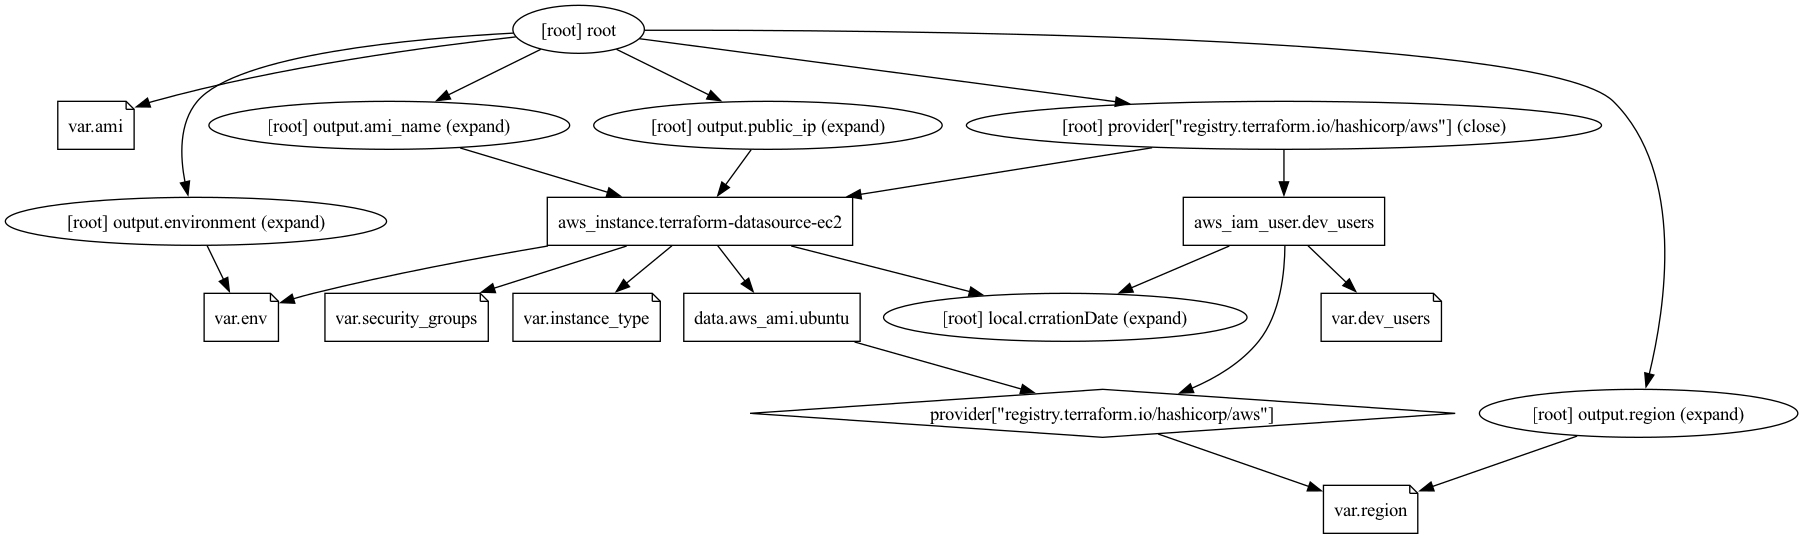 [root] root
var.ami
[root] output.ami_name (expand)
[root] output.public_ip (expand)
[root] provider["registry.terraform.io/hashicorp/aws"] (close)
[root] output.environment (expand)
aws_instance.terraform-datasource-ec2
aws_iam_user.dev_users
var.env
var.security_groups
var.instance_type
data.aws_ami.ubuntu
[root] local.crrationDate (expand)
var.dev_users
provider["registry.terraform.io/hashicorp/aws"]
[root] output.region (expand)
var.region